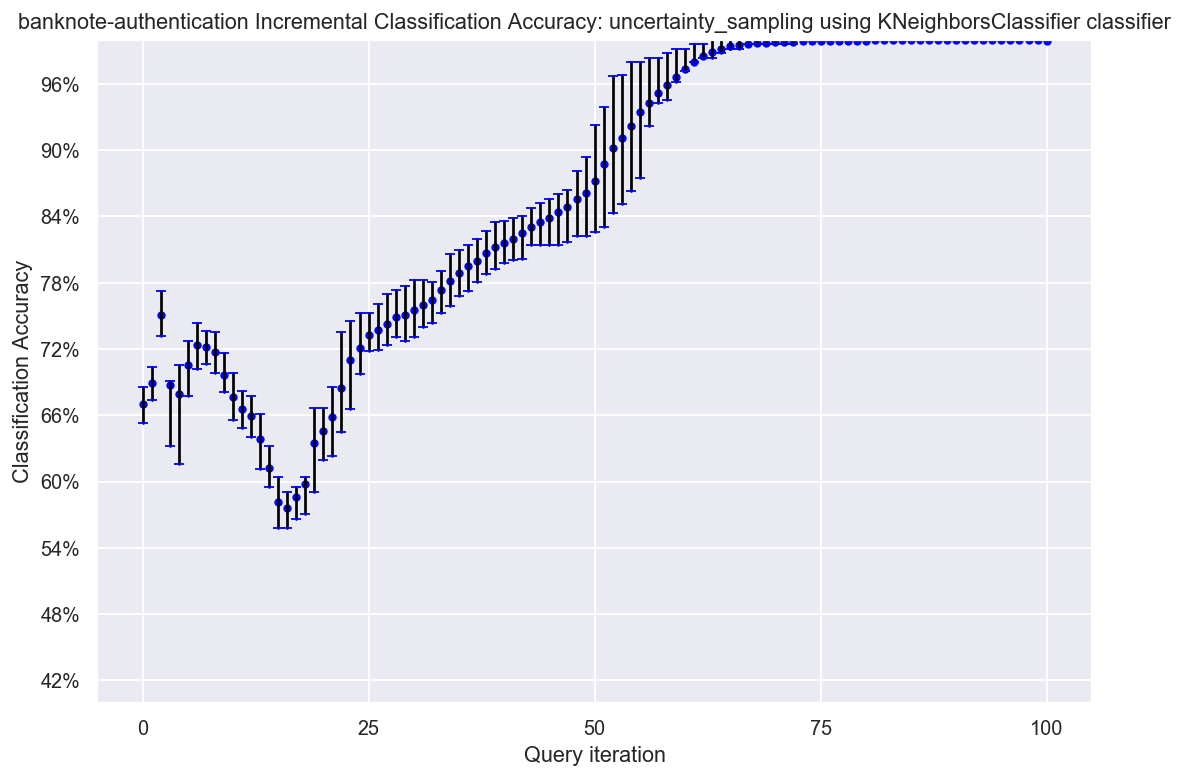 banknote-authentication Incremental Classification Accuracy: uncertainty_sampling using KNeighborsClassifier classifier
96%
90%
84%
78%
72%
66%
60%
54%
48%
42%
Classification Accuracy
0 25 50 75 100
Query iteration